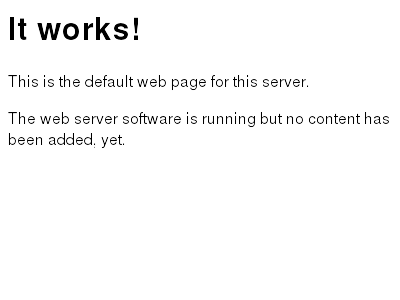 It works!
This is the default web page for this server.
The web server software is running but no content has
been added, yet.